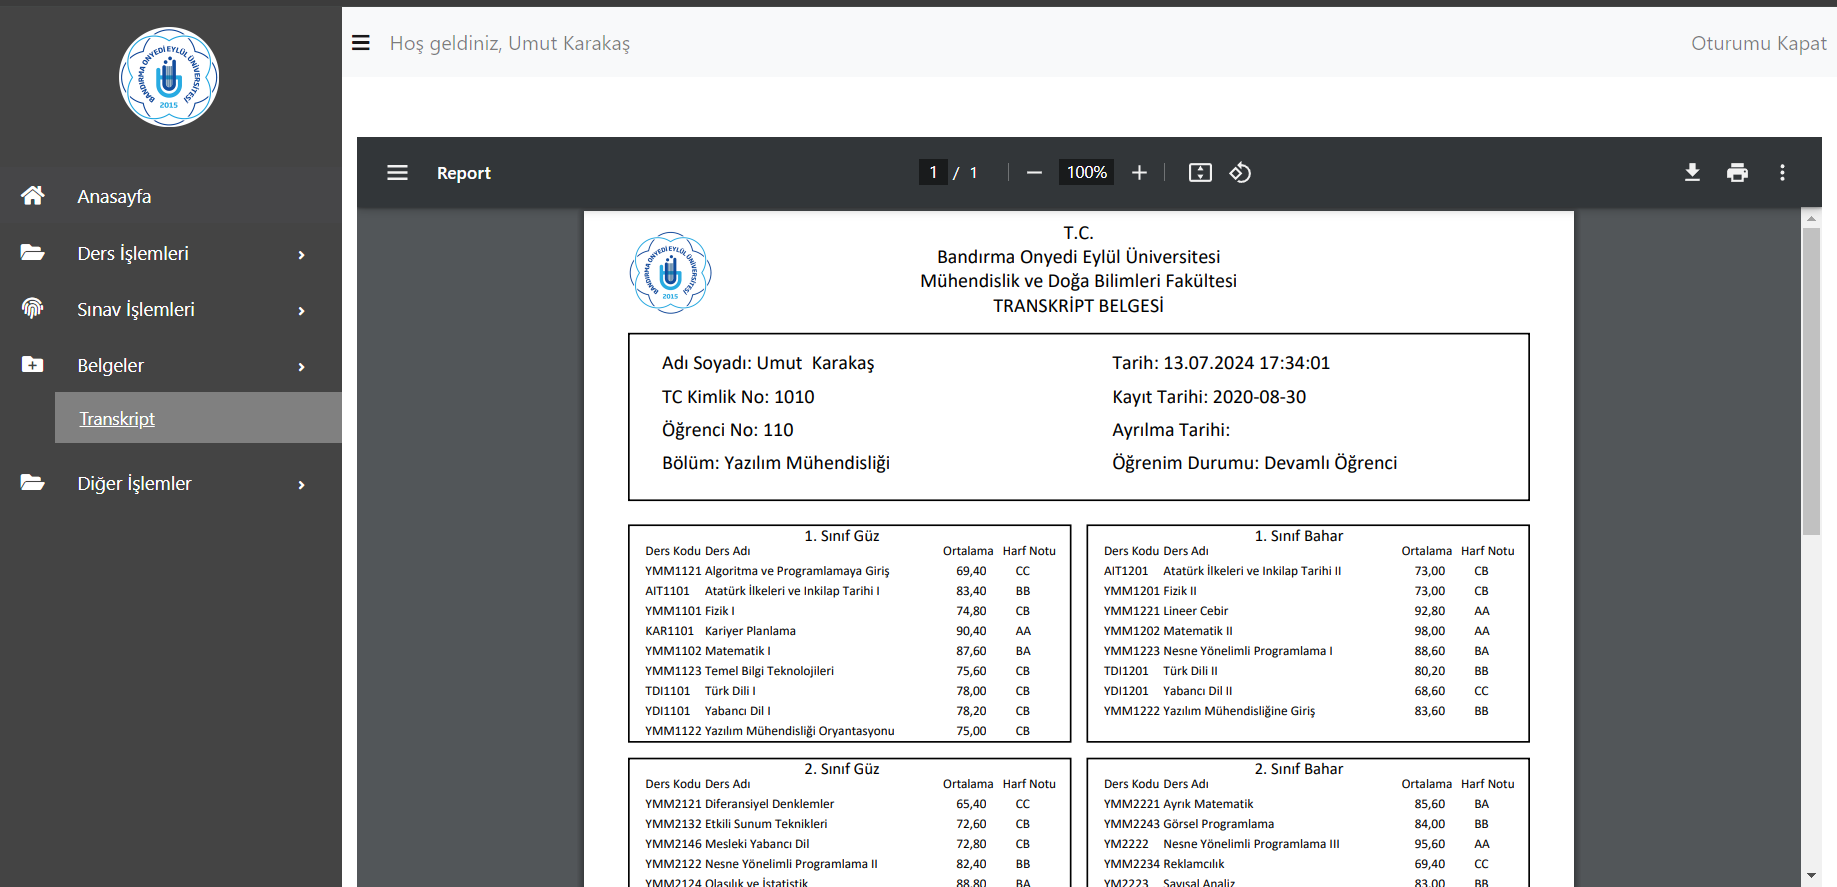 BANDIRMA ONYEDİ EYLÜL ÜNİVERSİTESİ
2015
Anasayfa
Ders İşlemleri
Sınav İşlemleri
Belgeler
Transkript
Diğer İşlemler
Hoş geldiniz, Umut Karakaş
Oturumu Kapat
Report
1 / 1
100%
BANDIRMA ONYEDİ EYLÜL ÜNİVERSİTESİ
2015
T.C.
Bandırma Onyedi Eylül Üniversitesi
Mühendislik ve Doğa Bilimleri Fakültesi
TRANSKRİPT BELGESİ
Adı Soyadı: Umut Karakaş
TC Kimlik No: 1010
Öğrenci No: 110
Bölüm: Yazılım Mühendisliği
Tarih: 13.07.2024 17:34:01
Kayıt Tarihi: 2020-08-30
Ayrılma Tarihi:
Öğrenim Durumu: Devamlı Öğrenci
1. Sınıf Güz
Ders Kodu Ders Adı Ortalama Harf Notu
YMM1121 Algoritma ve Programlamaya Giriş 69,40 CC
AIT1101 Atatürk İlkeleri ve Inkilap Tarihi I 83,40 BB
YMM1101 Fizik I 74,80 CB
KAR1101 Kariyer Planlama 90,40 AA
YMM1102 Matematik I 87,60 BA
YMM1123 Temel Bilgi Teknolojileri 75,60 CB
TDI1101 Türk Dili I 78,00 CB
YDI1101 Yabancı Dil I 78,20 CB
YMM1122 Yazılım Mühendisliği Oryantasyonu 75,00 CB
1. Sınıf Bahar
Ders Kodu Ders Adı Ortalama Harf Notu
AIT1201 Atatürk İlkeleri ve Inkilap Tarihi II 73,00 CB
YMM1201 Fizik II 73,00 CB
YMM1221 Lineer Cebir 92,80 AA
YMM1202 Matematik II 98,00 AA
YMM1223 Nesne Yönelimli Programlama I 88,60 BA
TDI1201 Türk Dili II 80,20 BB
YDI1201 Yabancı Dil II 68,60 CC
YMM1222 Yazılım Mühendisliğine Giriş 83,60 BB
2. Sınıf Güz
Ders Kodu Ders Adı Ortalama Harf Notu
YMM2121 Diferansiyel Denklemler 65,40 CC
YMM2132 Etkili Sunum Teknikleri 72,60 CB
YMM2146 Mesleki Yabancı Dil 72,80 CB
YMM2122 Nesne Yönelimli Programlama II 82,40 BB
YMM2124 Olasılık ve İstatistik 88,80 BA
2. Sınıf Bahar
Ders Kodu Ders Adı Ortalama Harf Notu
YMM2221 Ayrık Matematik 85,60 BA
YMM2243 Görsel Programlama 84,00 BB
YM2222 Nesne Yönelimli Programlama III 95,60 AA
YMM2234 Reklamcılık 69,40 CC
YM2223 Sayısal Analiz 83,00 BB